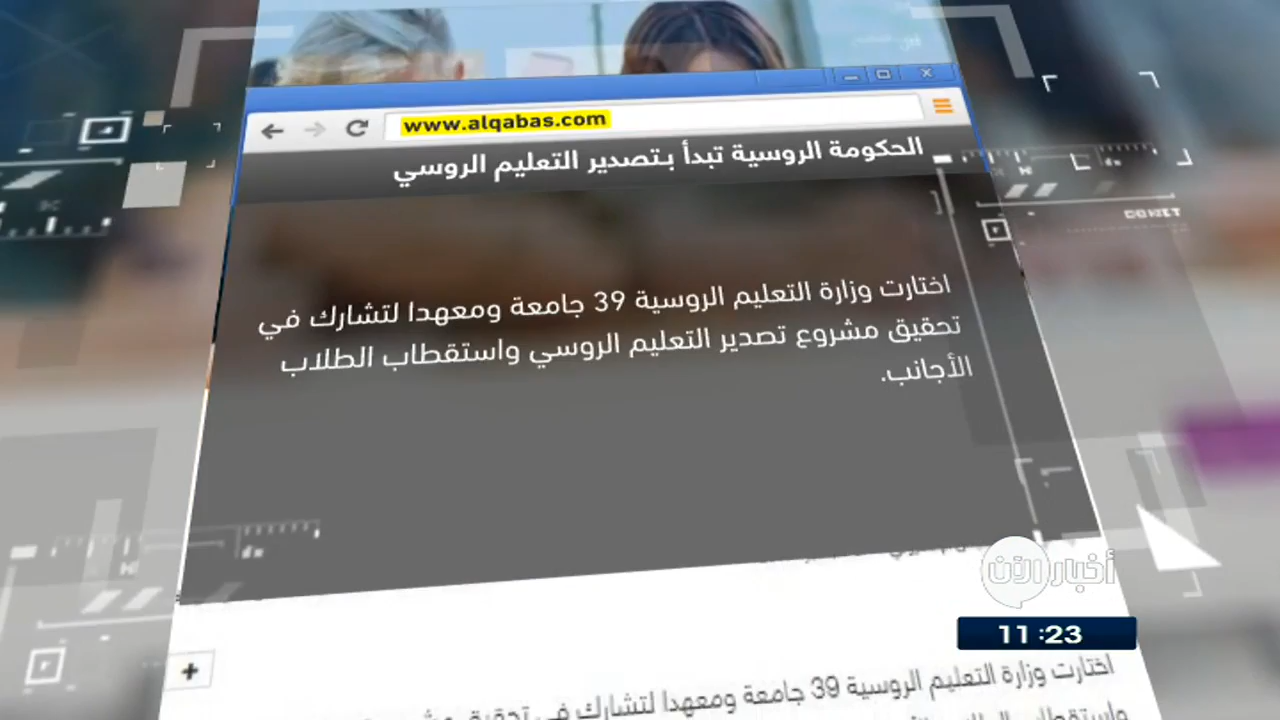 www.alqabas.com
الحكومة الروسية تبدأ بـتصدير التعليم الروسي
اختارت وزارة التعليم الروسية 39 جامعة ومعهدا لتشارك في
تحقيق مشروع تصدير التعليم الروسي واستقطاب الطلاب
الأجانب.
أخبار الآن
11:23
اختارت وزارة التعليم الروسية 39 جامعة ومعهدا لتشارك في تحقيق